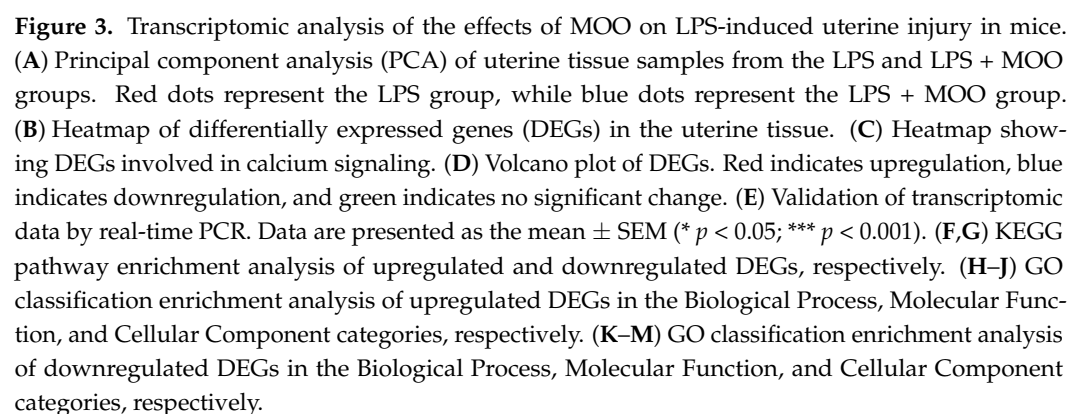 Figure 3. Transcriptomic analysis of the effects of MOO on LPS-induced uterine injury in mice.
(A) Principal component analysis (PCA) of uterine tissue samples from the LPS and LPS + MOO
groups. Red dots represent the LPS group, while blue dots represent the LPS + MOO group.
(B) Heatmap of differentially expressed genes (DEGs) in the uterine tissue. (C) Heatmap show-
ing DEGs involved in calcium signaling. (D) Volcano plot of DEGs. Red indicates upregulation, blue
indicates downregulation, and green indicates no significant change. (E) Validation of transcriptomic
data by real-time PCR. Data are presented as the mean ± SEM (* p < 0.05; *** p < 0.001). (F,G) KEGG
pathway enrichment analysis of upregulated and downregulated DEGs, respectively. (H–J) GO
classification enrichment analysis of upregulated DEGs in the Biological Process, Molecular Func-
tion, and Cellular Component categories, respectively. (K–M) GO classification enrichment analysis
of downregulated DEGs in the Biological Process, Molecular Function, and Cellular Component
categories, respectively.